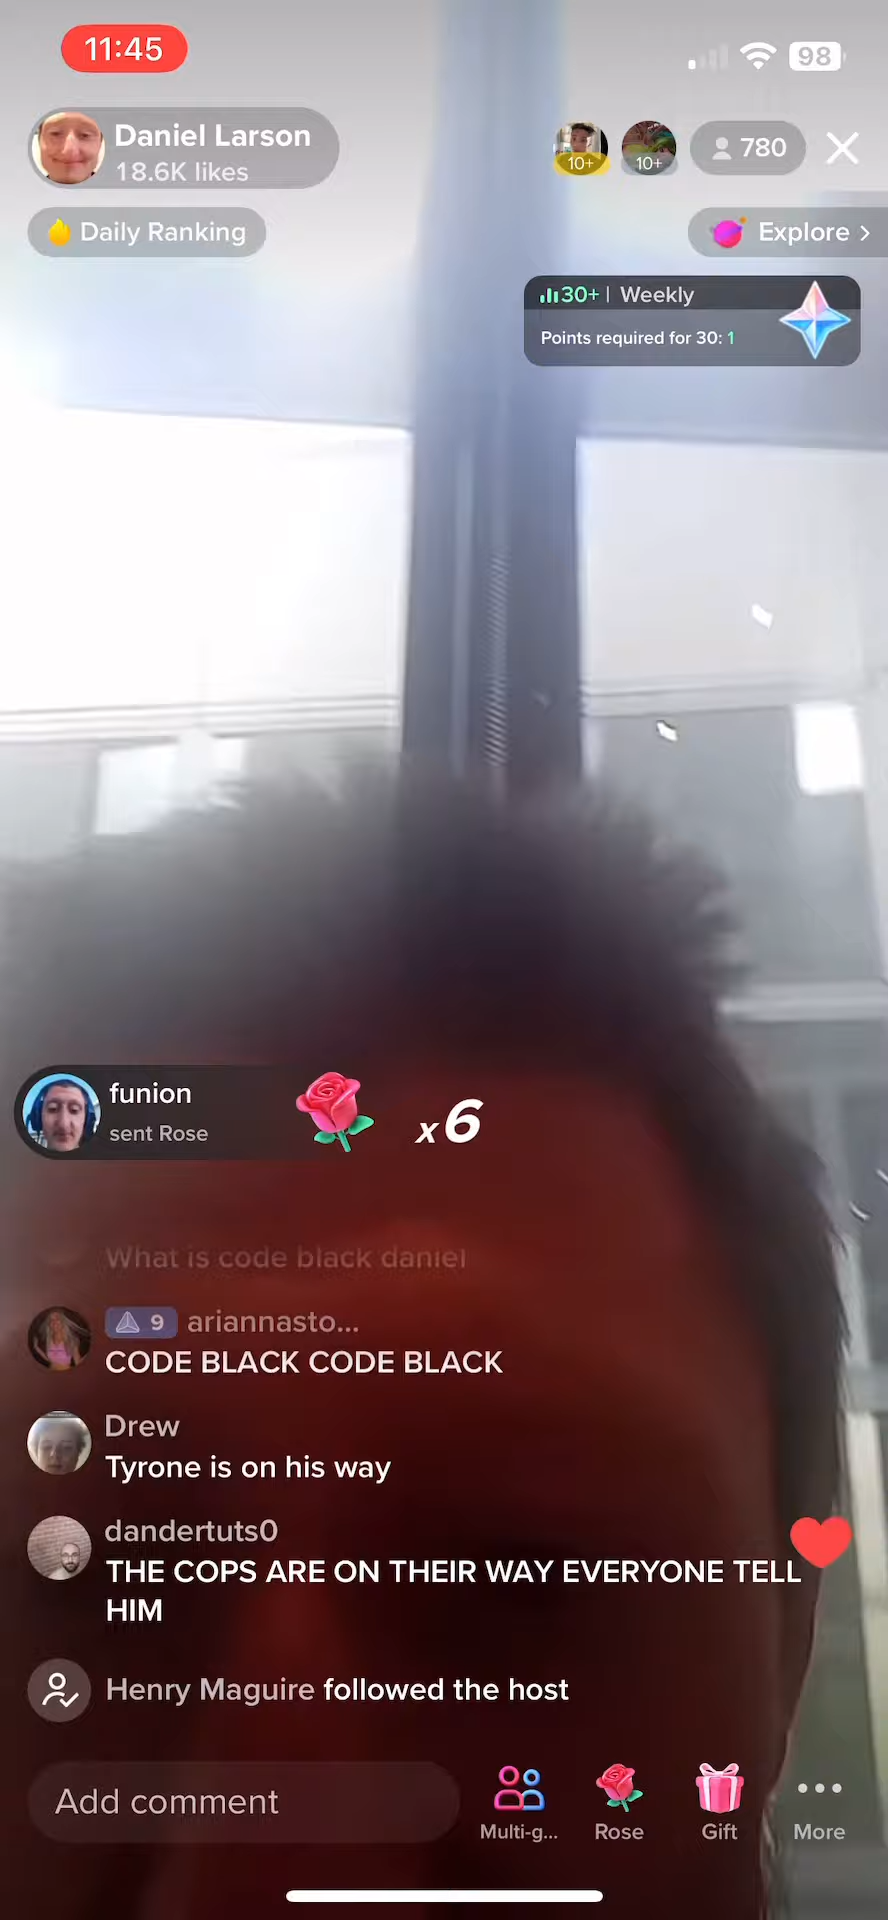 11:45
98
Daniel Larson
18.6K likes
10+
10+
780
Daily Ranking
Explore >
30+ | Weekly
Points required for 30: 1
funion
sent Rose
x6
What is code black daniel
9 ariannasto...
CODE BLACK CODE BLACK
Drew
Tyrone is on his way
dandertuts0
THE COPS ARE ON THEIR WAY EVERYONE TELL
HIM
Henry Maguire followed the host
Add comment
Multi-g...
Rose
Gift
More